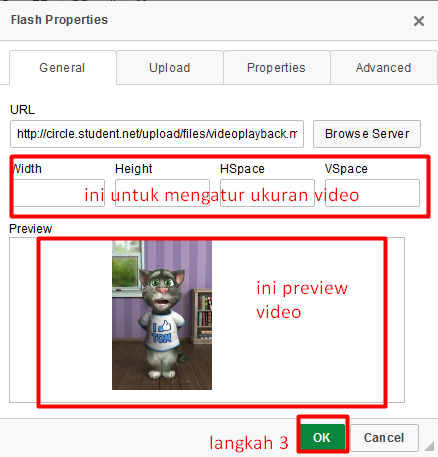 Flash Properties
General
Upload
Properties
Advanced
URL
http://circle.student.net/upload/files/videoplayback.m
Browse Server
Width
Height
HSpace
VSpace
ini untuk mengatur ukuran video
Preview
TOM
ini preview
video
langkah 3
OK
Cancel